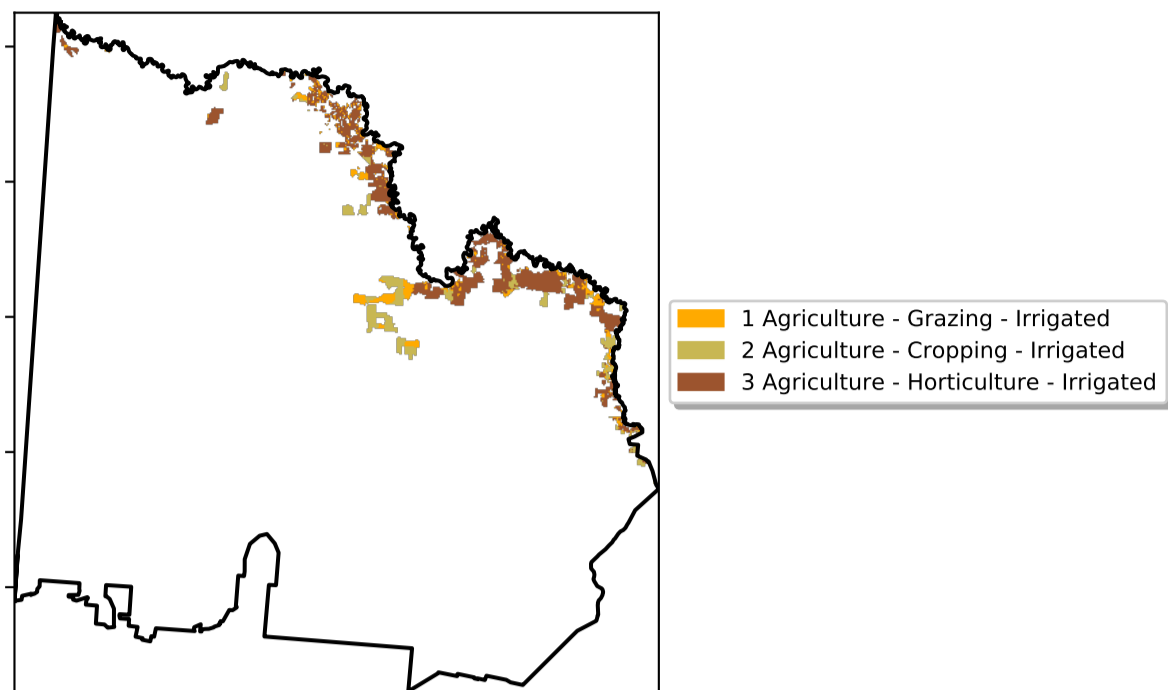 1 Agriculture - Grazing - Irrigated
2 Agriculture - Cropping - Irrigated
3 Agriculture - Horticulture - Irrigated